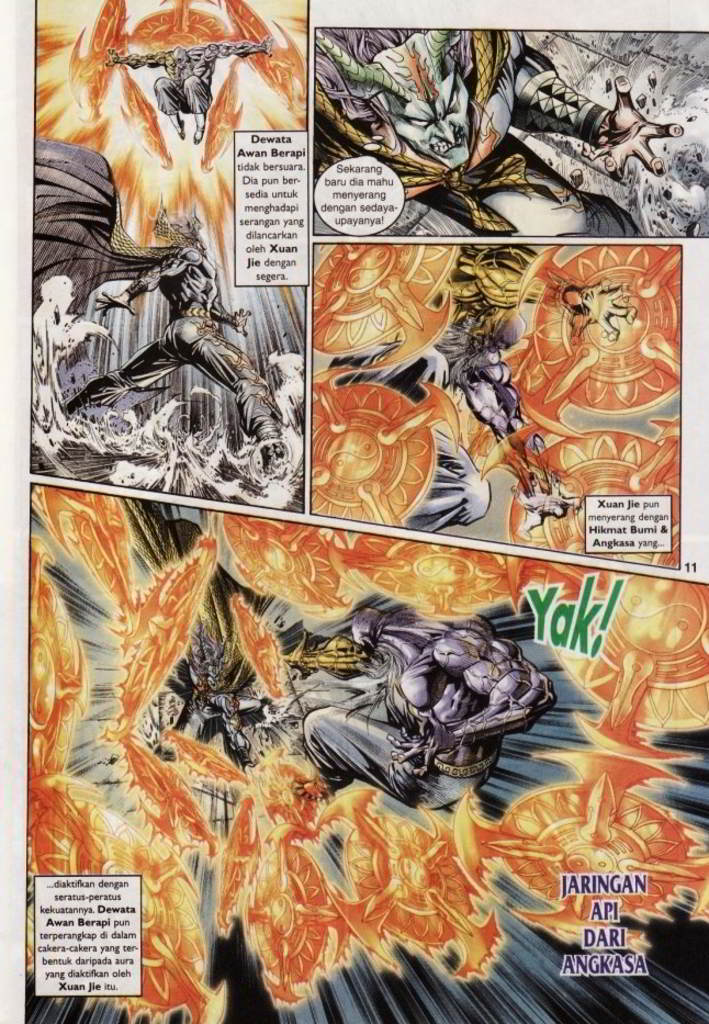 Dewata
Awan Berapi
tidak bersuara.
Dia pun ber-
sedia untuk
menghadapi
serangan yang
dilancarkan
oleh Xuan
Jie dengan
segera.
Sekarang
baru dia mahu
menyerang
dengan sedaya-
upayanya!
Xuan Jie pun
menyerang dengan
Hikmat Bumi &
Angkasa yang...
11
Yak!
...diaktifkan dengan
seratus-peratus
kekuatannya. Dewata
Awan Berapi pun
terperangkap di dalam
cakera-cakera yang ter-
bentuk daripada aura
yang diaktifkan oleh
Xuan Jie itu.
JARINGAN
API
DARI
ANGKASA